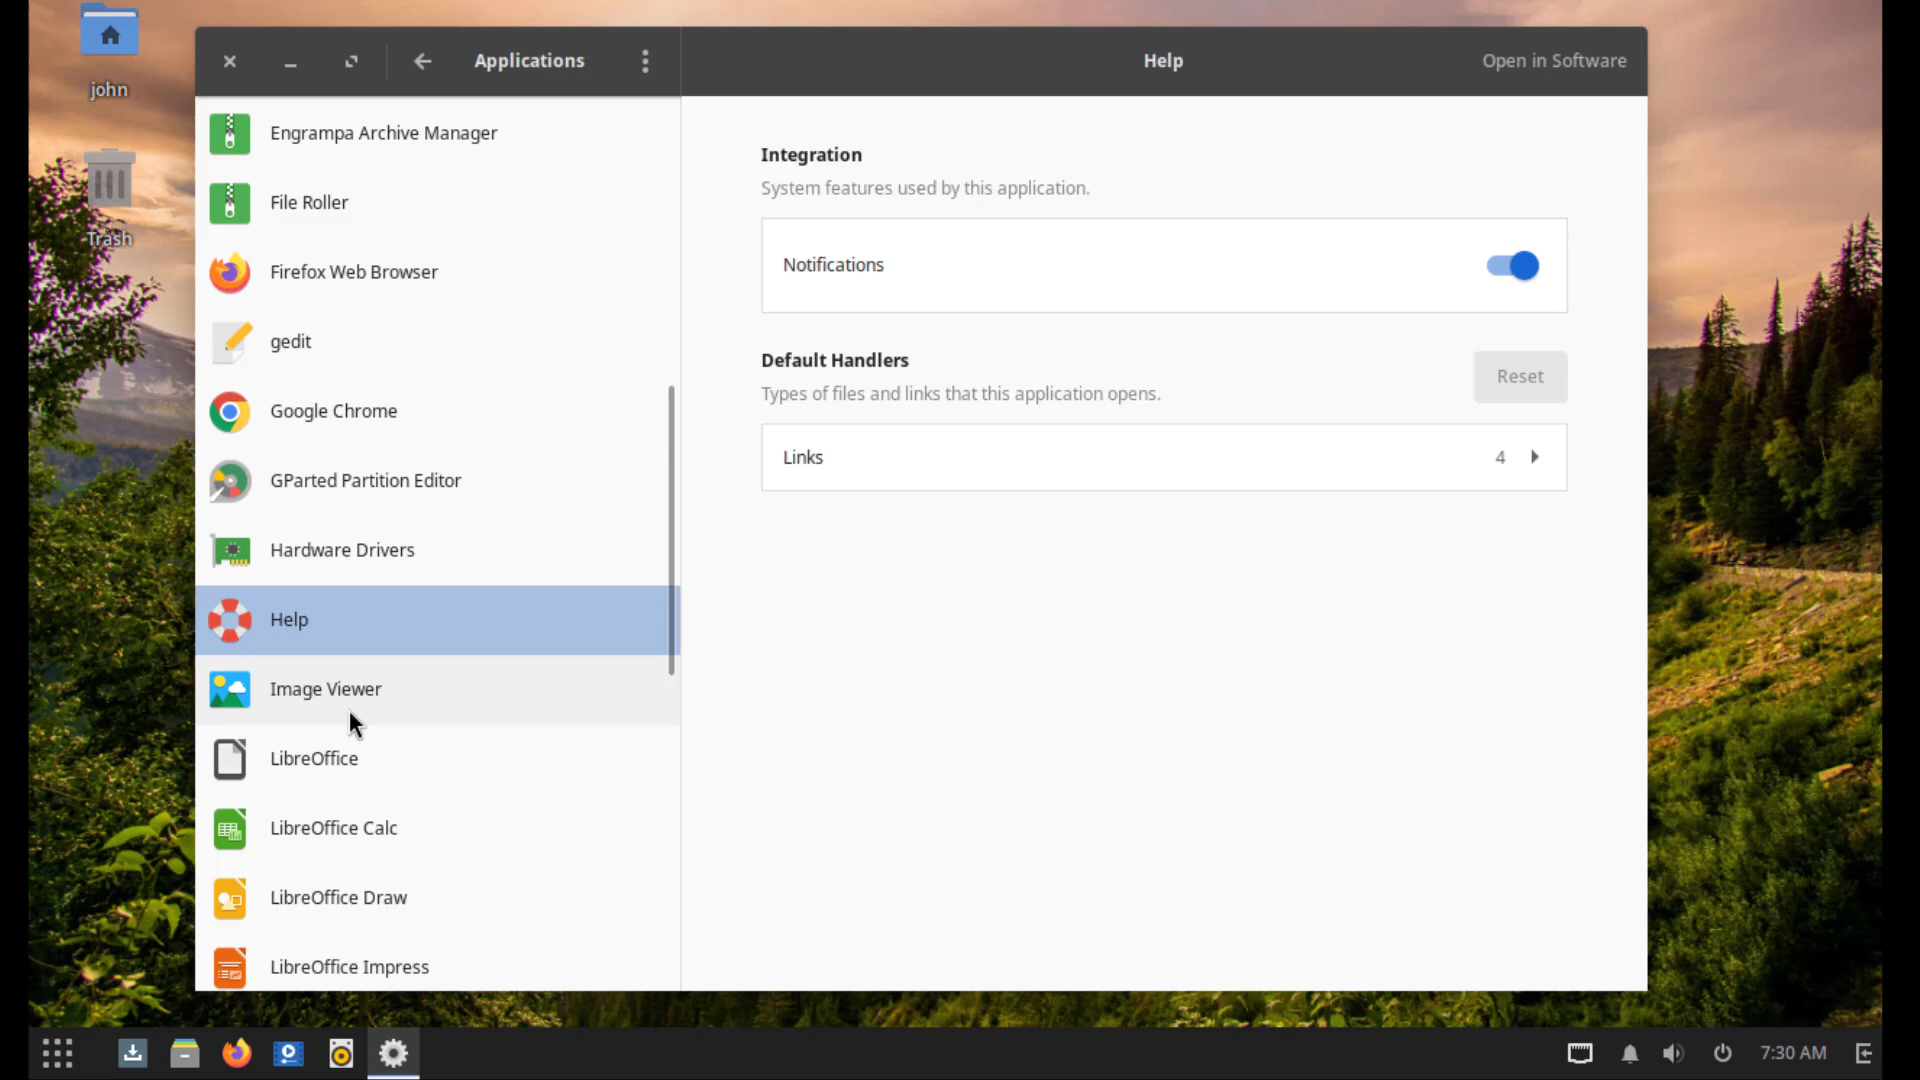 john
Trash
Applications
Help
Open in Software
Engrampa Archive Manager
File Roller
Firefox Web Browser
gedit
Google Chrome
GParted Partition Editor
Hardware Drivers
Help
Image Viewer
LibreOffice
LibreOffice Calc
LibreOffice Draw
LibreOffice Impress
Integration
System features used by this application.
Notifications
Default Handlers
Types of files and links that this application opens.
Reset
Links 4
7:30 AM